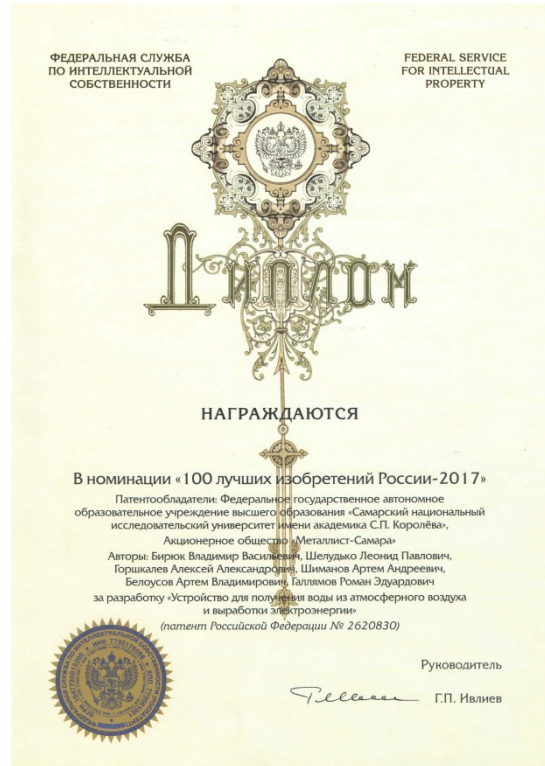 ФЕДЕРАЛЬНАЯ СЛУЖБА
ПО ИНТЕЛЛЕКТУАЛЬНОЙ
СОБСТВЕННОСТИ
FEDERAL SERVICE
FOR INTELLECTUAL
PROPERTY
Диплом
НАГРАЖДАЮТСЯ
В номинации «100 лучших изобретений России-2017»
Патентообладатели: Федеральное государственное автономное
образовательное учреждение высшего образования «Самарский национальный
исследовательский университет имени академика С.П. Королёва»,
Акционерное общество «Металлист-Самара»
Авторы: Бирюк Владимир Васильевич, Шелудько Леонид Павлович,
Горшкалев Алексей Александрович, Шиманов Артем Андреевич,
Белоусов Артем Владимирович, Галлямов Роман Эдуардович
за разработку «Устройство для получения воды из атмосферного воздуха
и выработки электроэнергии»
(патент Российской Федерации № 2620830)
Руководитель
Г.П. Ивлиев